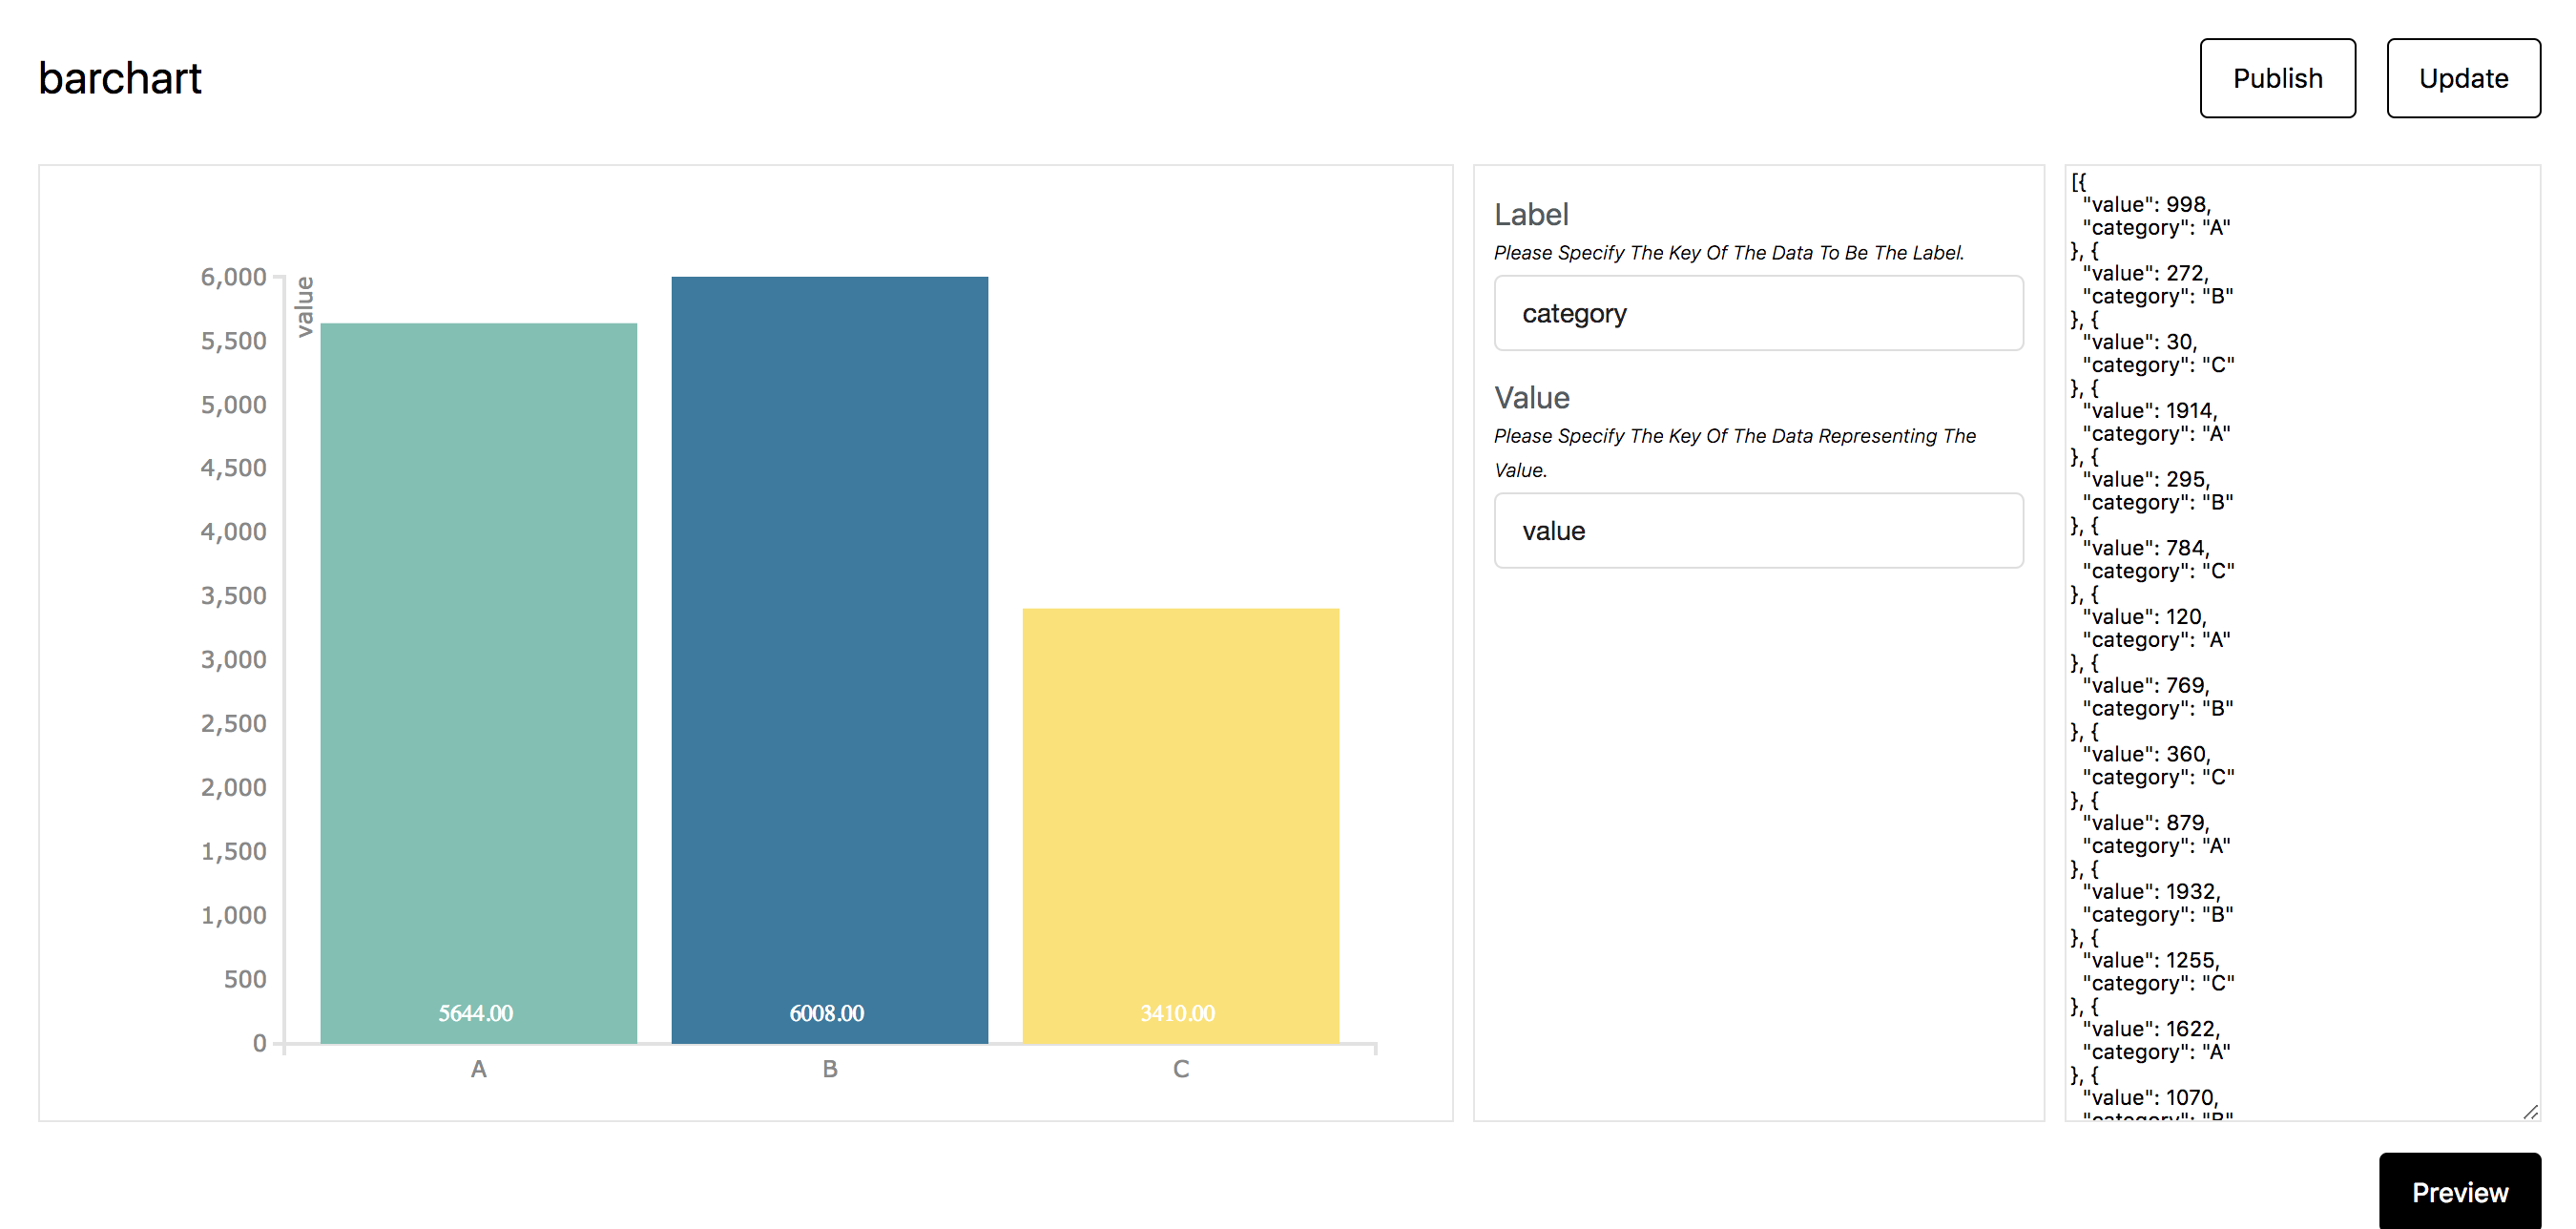 barchart
Publish
Update
6,000
5,500
5,000
4,500
4,000
3,500
3,000
2,500
2,000
1,500
1,000
500
0
value
5644.00
6008.00
3410.00
A
B
C
Label
Please Specify The Key Of The Data To Be The Label.
category
Value
Please Specify The Key Of The Data Representing The
Value.
value
[{
"value": 998,
"category": "A"
}, {
"value": 272,
"category": "B"
}, {
"value": 30,
"category": "C"
}, {
"value": 1914,
"category": "A"
}, {
"value": 295,
"category": "B"
}, {
"value": 784,
"category": "C"
}, {
"value": 120,
"category": "A"
}, {
"value": 769,
"category": "B"
}, {
"value": 360,
"category": "C"
}, {
"value": 879,
"category": "A"
}, {
"value": 1932,
"category": "B"
}, {
"value": 1255,
"category": "C"
}, {
"value": 1622,
"category": "A"
}, {
"value": 1070,
"category": "B"
Preview